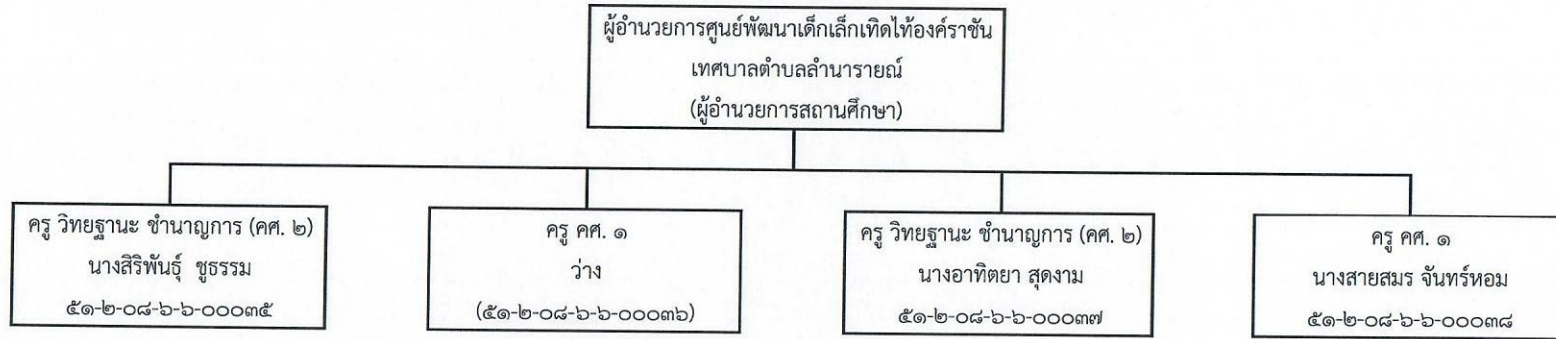 ผู้อำนวยการศูนย์พัฒนาเด็กเล็กเทิดไท้องค์ราชัน
เทศบาลตำบลลำนารายณ์
(ผู้อำนวยการสถานศึกษา)
ครู วิทยฐานะ ชำนาญการ (คศ. ๒)
นางสิริพันธุ์ ชูธรรม
๕๑-๒-๐๘-๖-๖-๐๐๐๓๕
ครู คศ. ๑
ว่าง
(๕๑-๒-๐๘-๖-๖-๐๐๐๓๖)
ครู วิทยฐานะ ชำนาญการ (คศ. ๒)
นางอาทิตยา สุดงาม
๕๑-๒-๐๘-๖-๖-๐๐๐๓๗
ครู คศ. ๑
นางสายสมร จันทร์หอม
๕๑-๒-๐๘-๖-๖-๐๐๐๓๘